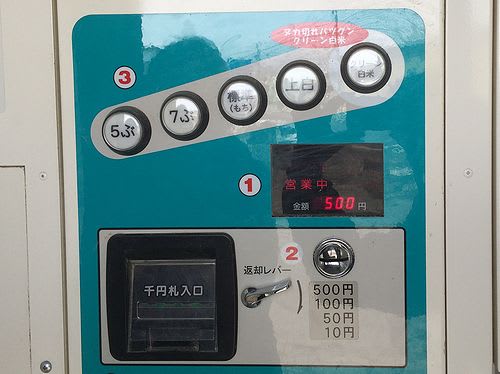 ヌカ切れバツグン
クリーン白米
3
5ぶ
7ぶ
標準
(もち)
上白
クリーン
白米
1
営業中
金額 500 円
2
返却レバー
千円札入口
500円
100円
50円
10円